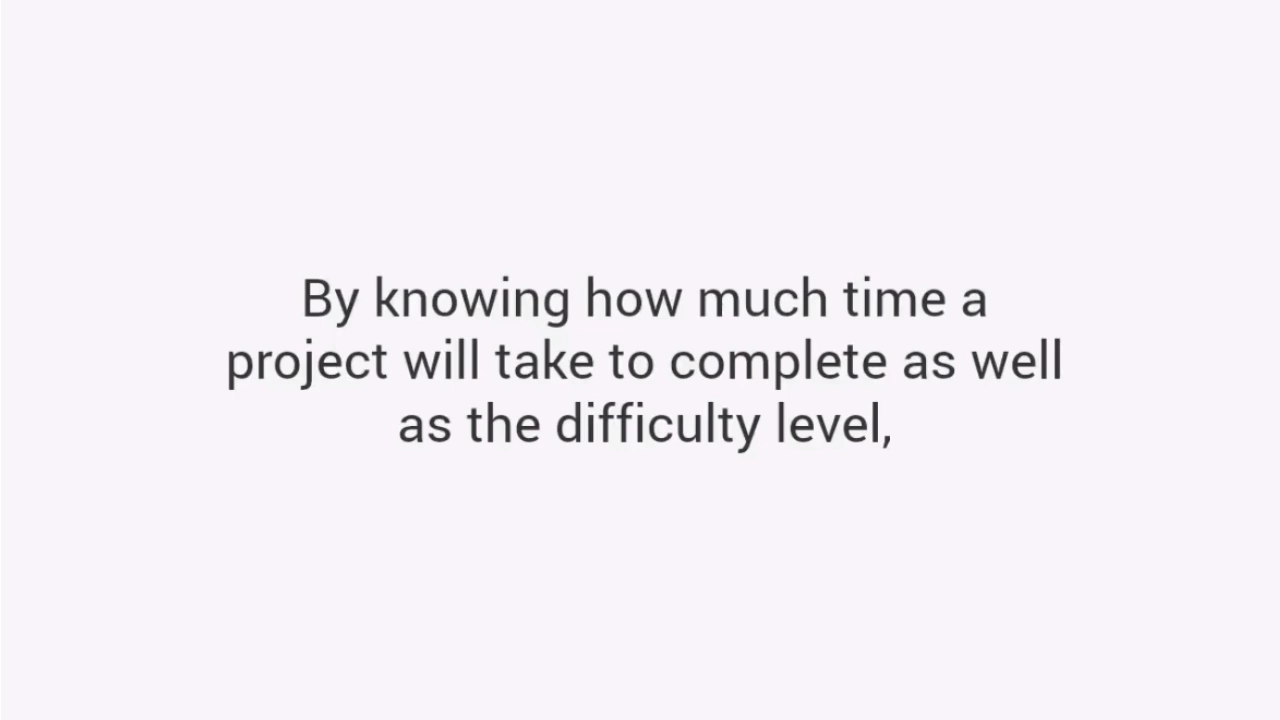 By knowing how much time a
project will take to complete as well
as the difficulty level,